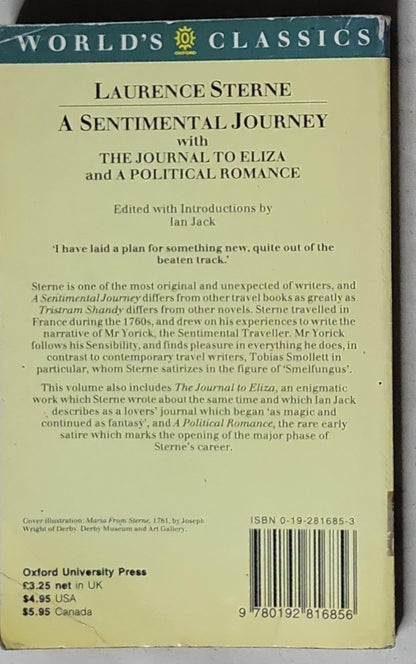 WORLD'S OXFORD CLASSICS
LAURENCE STERNE
A SENTIMENTAL JOURNEY
with
THE JOURNAL TO ELIZA
and A POLITICAL ROMANCE
Edited with Introductions by
Ian Jack
'I have laid a plan for something new, quite out of the
beaten track.'
Sterne is one of the most original and unexpected of writers, and
A Sentimental Journey differs from other travel books as greatly as
Tristram Shandy differs from other novels. Sterne travelled in
France during the 1760s, and drew on his experiences to write the
narrative of Mr Yorick, the Sentimental Traveller. Mr Yorick
follows his Sensibility, and finds pleasure in everything he does, in
contrast to contemporary travel writers, Tobias Smollett in
particular, whom Sterne satirizes in the figure of 'Smelfungus'.
This volume also includes The Journal to Eliza, an enigmatic
work which Sterne wrote about the same time and which Ian Jack
describes as a lovers' journal which began 'as magic and
continued as fantasy', and A Political Romance, the rare early
satire which marks the opening of the major phase of
Sterne's career.
Cover illustration: Maria From Sterne, 1781, by Joseph
Wright of Derby. Derby Museum and Art Gallery.
ISBN 0-19-281685-3
Oxford University Press
£3.25 net in UK
$4.95 USA
$5.95 Canada
9 780192 816856